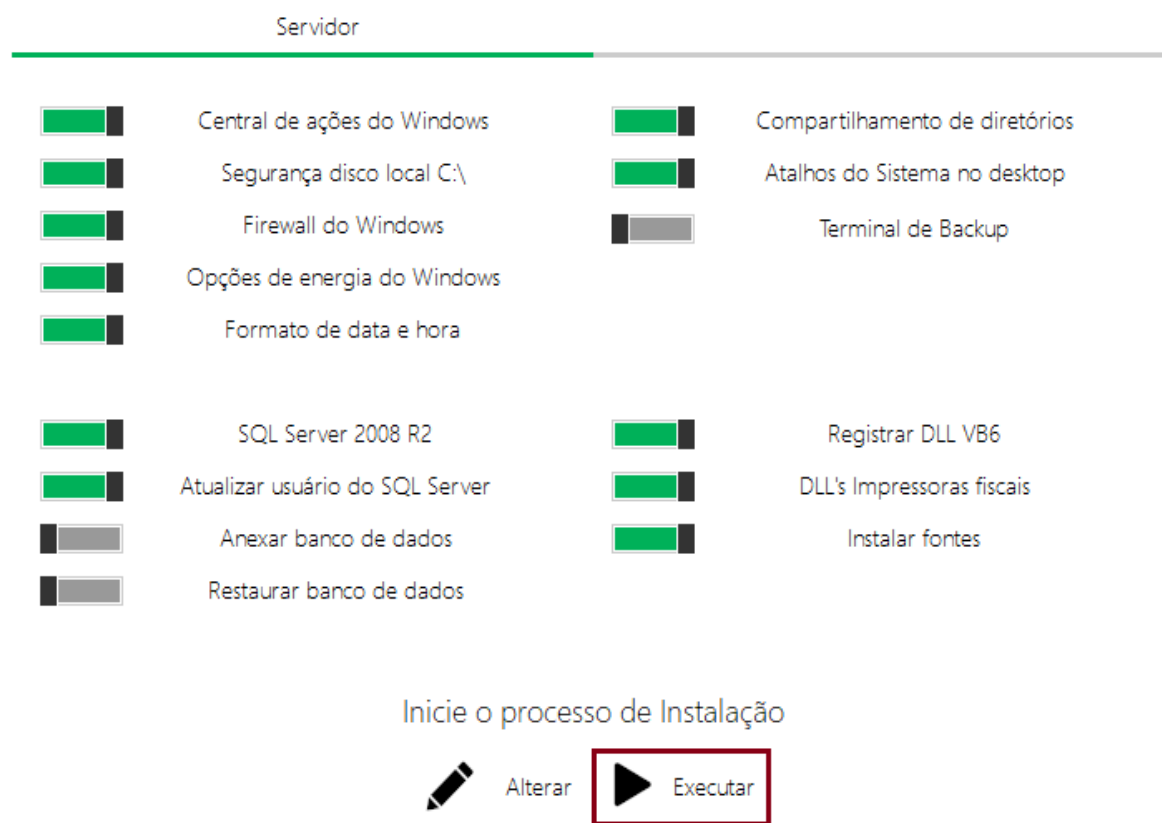 Servidor
Central de ações do Windows
Segurança disco local C:\
Firewall do Windows
Opções de energia do Windows
Formato de data e hora
Compartilhamento de diretórios
Atalhos do Sistema no desktop
Terminal de Backup
SQL Server 2008 R2
Atualizar usuário do SQL Server
Anexar banco de dados
Restaurar banco de dados
Registrar DLL VB6
DLL's Impressoras fiscais
Instalar fontes
Inicie o processo de Instalação
Alterar Executar